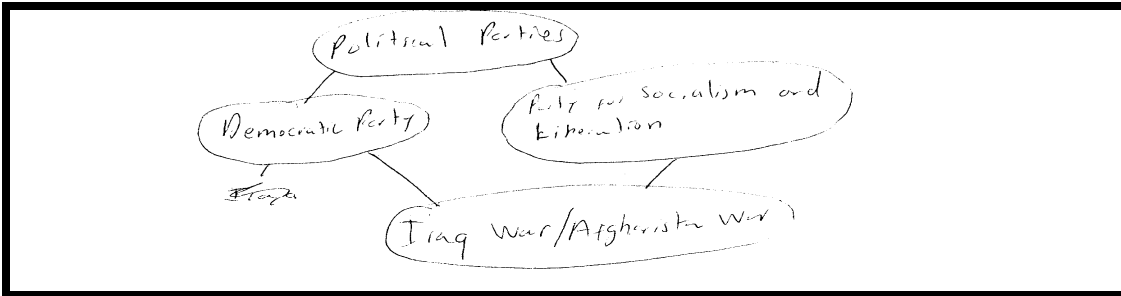 Political Parties
Democratic Party
Party for Socialism and
Liberation
Iraq War/Afghanistan War